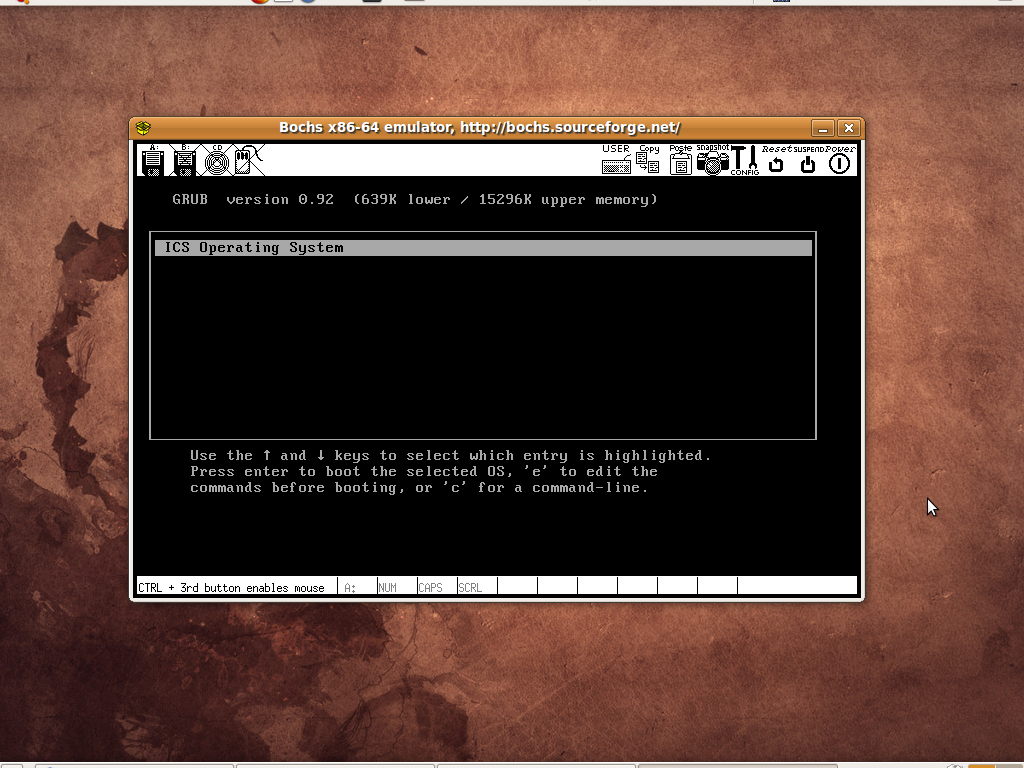 Bochs x86-64 emulator, http://bochs.sourceforge.net/
A: B: CD USER Copy Paste Snapshot CONFIG Reset SUSPEND Power
GRUB version 0.92 (639K lower / 15296K upper memory)
ICS Operating System
Use the ↑ and ↓ keys to select which entry is highlighted.
Press enter to boot the selected OS, 'e' to edit the
commands before booting, or 'c' for a command-line.
CTRL + 3rd button enables mouse A: NUM CAPS SCRL